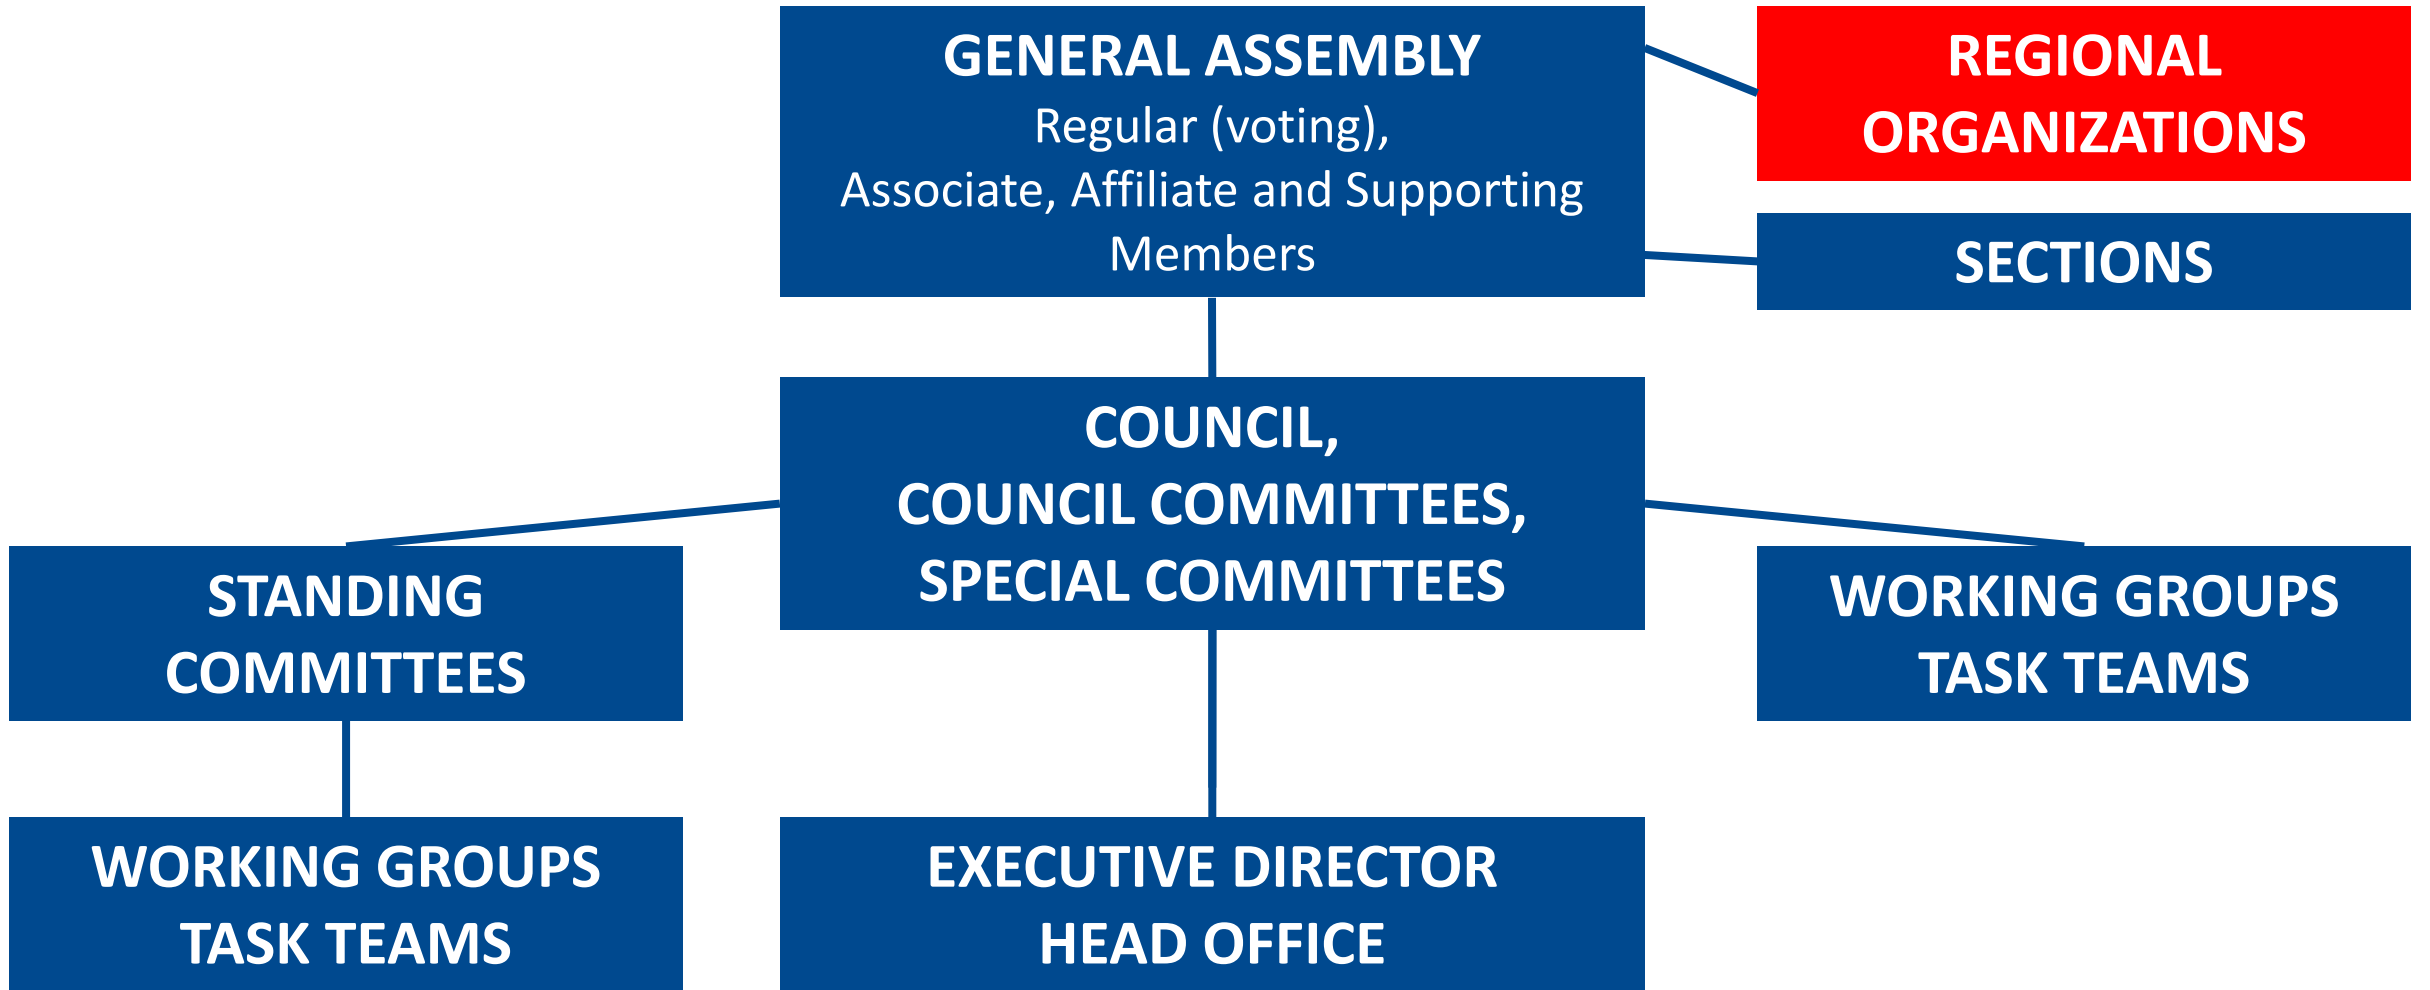 GENERAL ASSEMBLY
Regular (voting),
Associate, Affiliate and Supporting
Members
REGIONAL
ORGANIZATIONS
SECTIONS
COUNCIL,
COUNCIL COMMITTEES,
SPECIAL COMMITTEES
STANDING
COMMITTEES
WORKING GROUPS
TASK TEAMS
WORKING GROUPS
TASK TEAMS
EXECUTIVE DIRECTOR
HEAD OFFICE